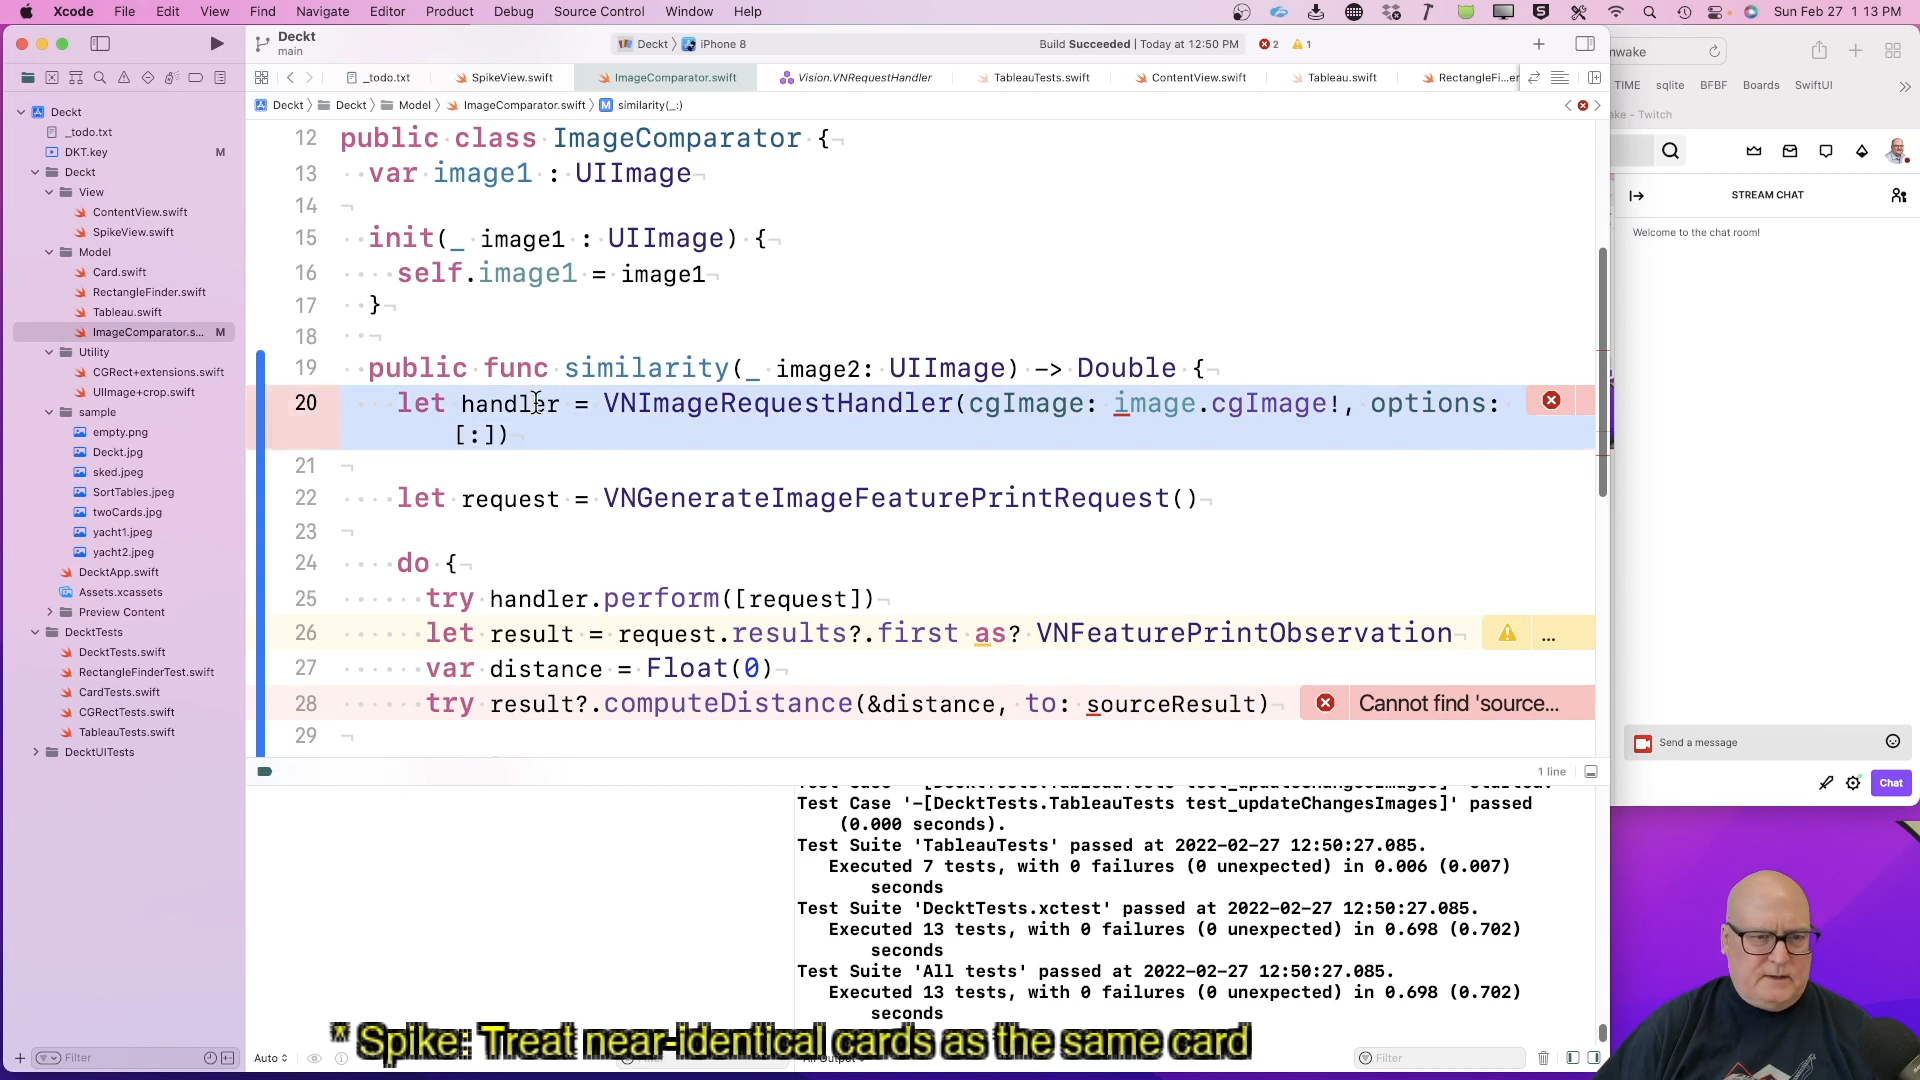 Xcode File Edit View Find Navigate Editor Product Debug Source Control Window Help Sun Feb 27 1 13 PM
Deckt
main
Deckt iPhone 8 Build Succeeded | Today at 12:50 PM 2 1
_todo.txt SpikeView.swift ImageComparator.swift Vision.VNRequestHandler TableauTests.swift ContentView.swift Tableau.swift RectangleFi...er
Deckt Deckt Model ImageComparator.swift M similarity(_:)
Deckt
_todo.txt
DKT.key M
Deckt
View
ContentView.swift
SpikeView.swift
Model
Card.swift
RectangleFinder.swift
Tableau.swift
ImageComparator.s... M
Utility
CGRect+extensions.swift
UIImage+crop.swift
sample
empty.png
Deckt.jpg
sked.jpeg
SortTables.jpeg
twoCards.jpg
yacht1.jpeg
yacht2.jpeg
DecktApp.swift
Assets.xcassets
Preview Content
DecktTests
DecktTests.swift
RectangleFinderTest.swift
CardTests.swift
CGRectTests.swift
TableauTests.swift
DecktUITests
Filter
12 public class ImageComparator {
13 var image1 : UIImage
14
15 init(_ image1 : UIImage) {
16 self.image1 = image1
17 }
18
19 public func similarity(_ image2: UIImage) -> Double {
20 let handler = VNImageRequestHandler(cgImage: image.cgImage!, options:
[:])
21
22 let request = VNGenerateImageFeaturePrintRequest()
23
24 do {
25 try handler.perform([request])
26 let result = request.results?.first as? VNFeaturePrintObservation ...
27 var distance = Float(0)
28 try result?.computeDistance(&distance, to: sourceResult) Cannot find 'source...
29
1 line
Test Case '-[DecktTests.TableauTests test_updateChangesImages]' started.
Test Case '-[DecktTests.TableauTests test_updateChangesImages]' passed
(0.000 seconds).
Test Suite 'TableauTests' passed at 2022-02-27 12:50:27.085.
Executed 7 tests, with 0 failures (0 unexpected) in 0.006 (0.007)
seconds
Test Suite 'DecktTests.xctest' passed at 2022-02-27 12:50:27.085.
Executed 13 tests, with 0 failures (0 unexpected) in 0.698 (0.702)
seconds
Test Suite 'All tests' passed at 2022-02-27 12:50:27.085.
Executed 13 tests, with 0 failures (0 unexpected) in 0.698 (0.702)
seconds
* Spike: Treat near-identical cards as the same card
Auto Filter
nwake
TIME sqlite BFBF Boards SwiftUI
ke - Twitch
STREAM CHAT
Welcome to the chat room!
Send a message
Chat